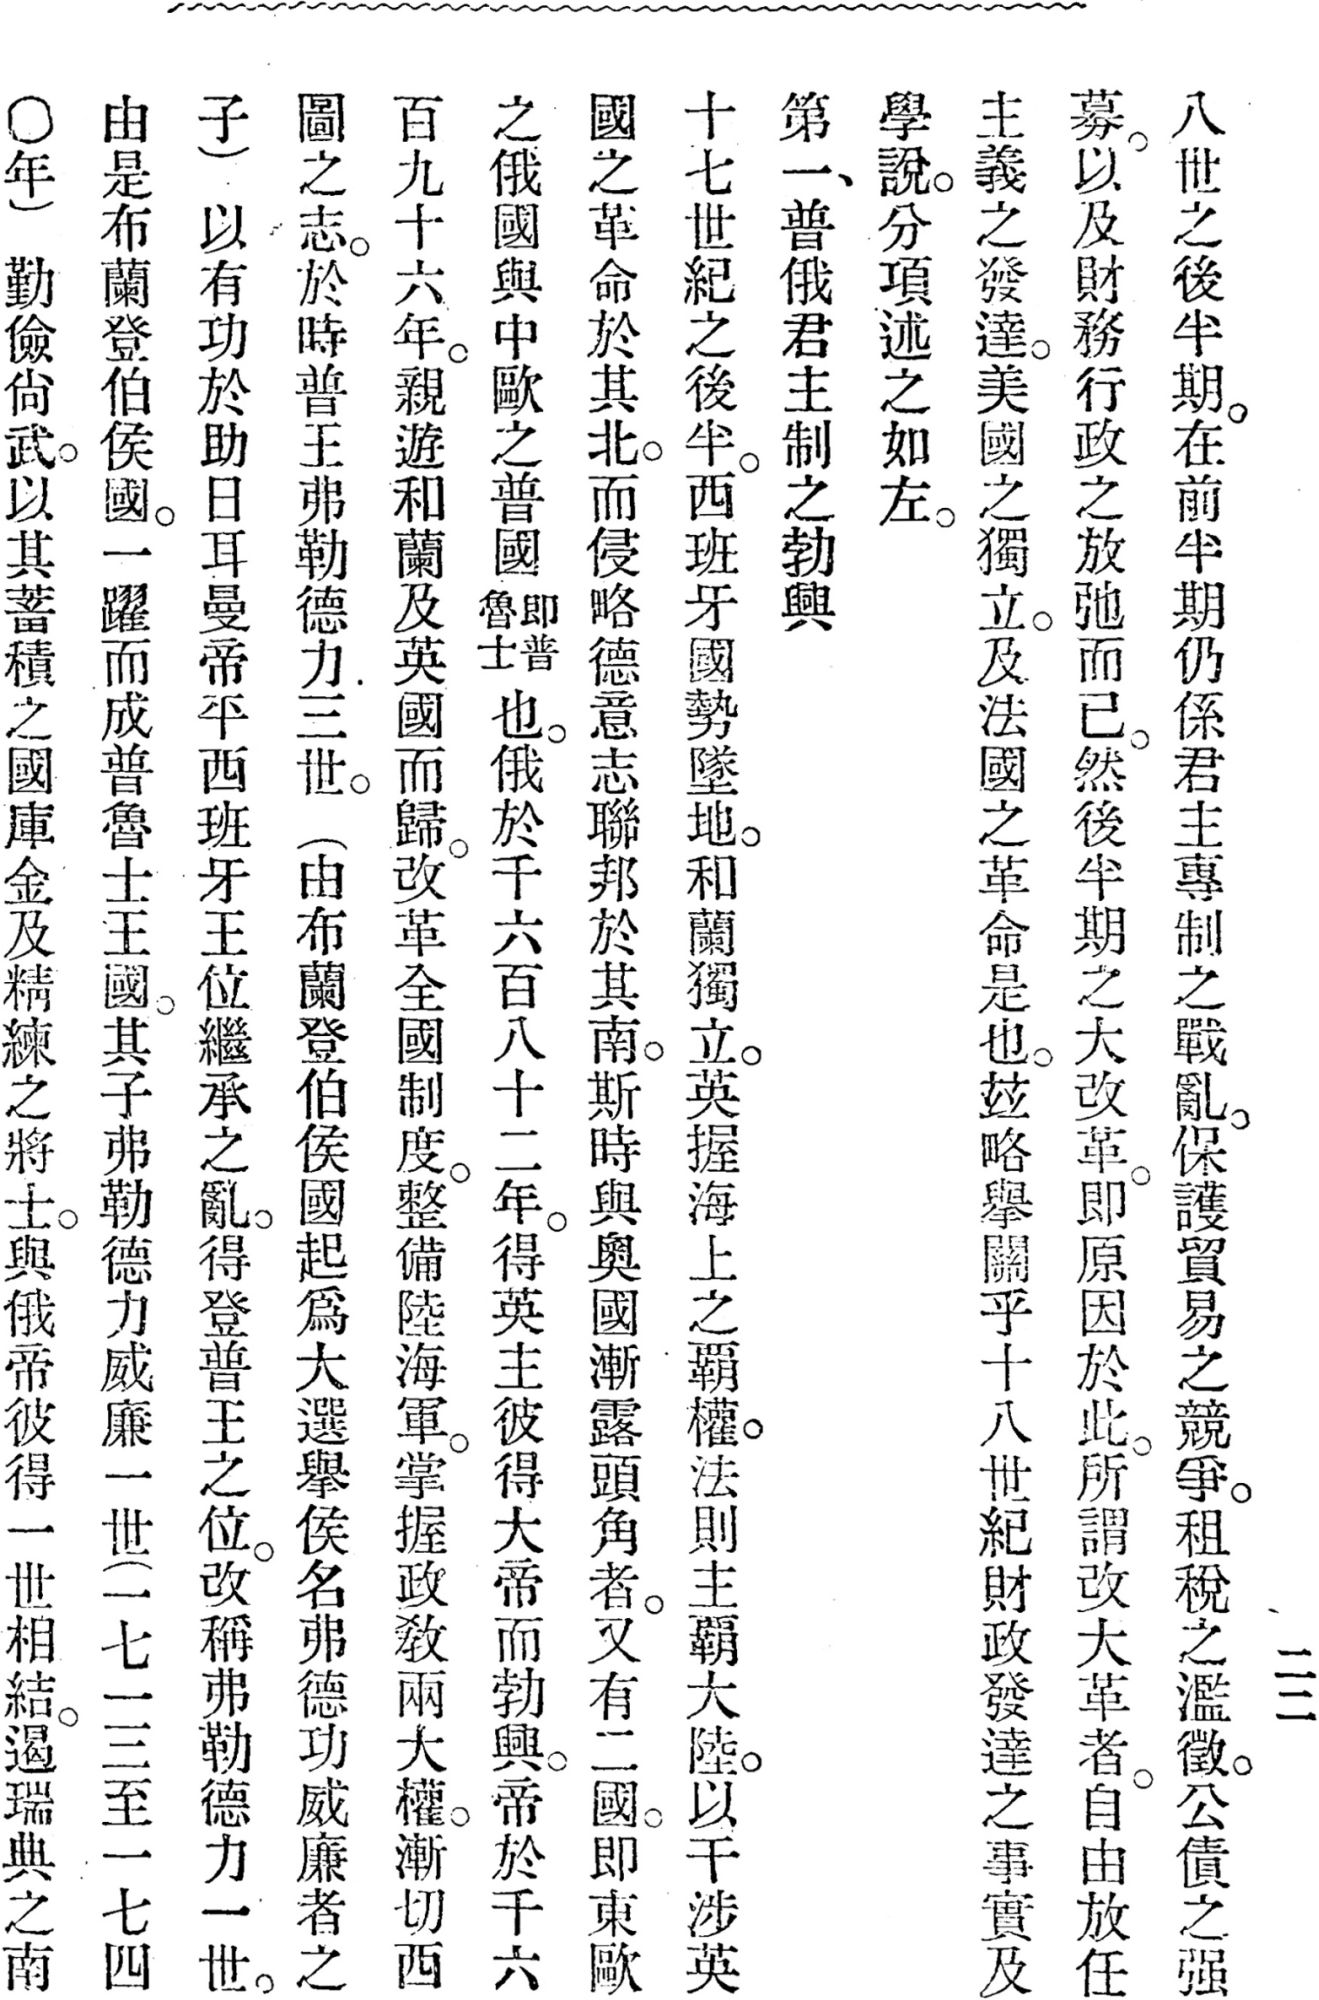 二二
八世之後半期。在前半期仍係君主專制之戰亂。保護貿易之競爭。租稅之濫徵。公債之强
募。以及財務行政之放弛而已。然後半期之大改革。即原因於此。所謂改大革者。自由放任
主義之發達。美國之獨立。及法國之革命是也。玆略舉關乎十八世紀財政發達之事實及
學說。分項述之如左。
第一、普俄君主制之勃興
十七世紀之後半。西班牙國勢墜地。和蘭獨立。英握海上之覇權。法則主覇大陸。以干涉英
國之革命於其北。而侵略德意志聯邦於其南。斯時與奧國漸露頭角者。又有二國。即東歐
之俄國與中歐之普國即普魯士也。俄於千六百八十二年。得英主彼得大帝而勃興。帝於千六
百九十六年。親遊和蘭及英國而歸。改革全國制度。整備陸海軍。掌握政教兩大權。漸切西
圖之志。於時普王弗勒德力三世。（由布蘭登伯侯國起爲大選舉侯名弗德功威廉者之
子）以有功於助日耳曼帝平西班牙王位繼承之亂。得登普王之位。改稱弗勒德力一世。
由是布蘭登伯侯國。一躍而成普魯士王國。其子弗勒德力威廉一世（一七一三至一七四
〇年）勤儉尙武。以其蓄積之國庫金及精練之將士。與俄帝彼得一世相結。遏瑞典之南